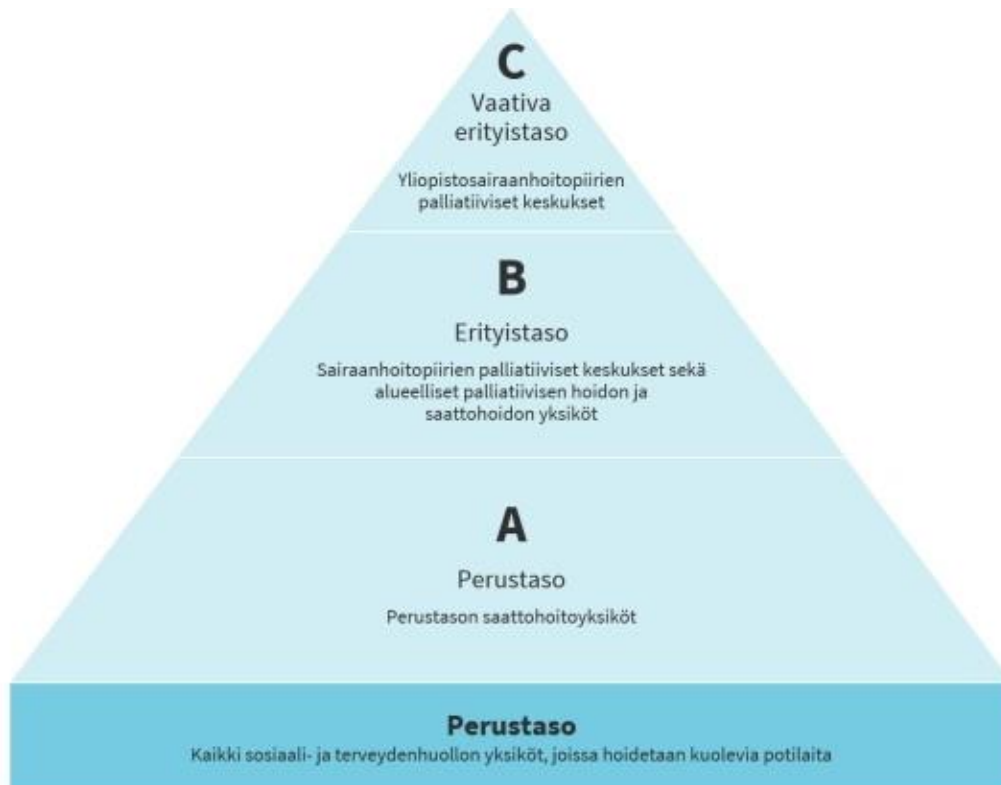 C
Vaativa
erityistaso
Yliopistosairaanhoitopiirien
palliatiiviset keskukset
B
Erityistaso
Sairaanhoitopiirien palliatiiviset keskukset sekä
alueelliset palliatiivisen hoidon ja
saattohoidon yksiköt
A
Perustaso
Perustason saattohoitoyksiköt
Perustaso
Kaikki sosiaali- ja terveydenhuollon yksiköt, joissa hoidetaan kuolevia potilaita